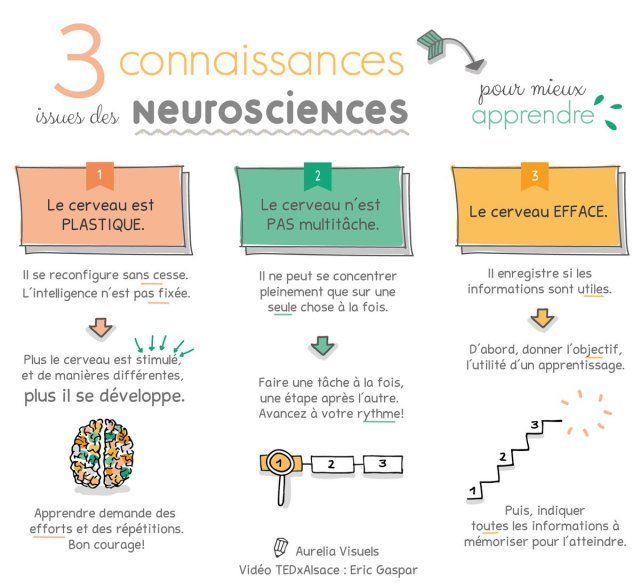 3 connaissances
issues des NEUROSCIENCES
pour mieux
apprendre
1
Le cerveau est
PLASTIQUE.
Il se reconfigure sans cesse.
L'intelligence n'est pas fixée.
Plus le cerveau est stimulé,
et de manières différentes,
plus il se développe.
Apprendre demande des
efforts et des répétitions.
Bon courage!
2
Le cerveau n'est
PAS multitâche.
Il ne peut se concentrer
pleinement que sur une
seule chose à la fois.
Faire une tâche à la fois,
une étape après l'autre.
Avancez à votre rythme!
1 2 3
3
Le cerveau EFFACE.
Il enregistre si les
informations sont utiles.
D'abord, donner l'objectif,
l'utilité d'un apprentissage.
3
2
1
Puis, indiquer
toutes les informations à
mémoriser pour l'atteindre.
Aurelia Visuels
Vidéo TEDxAlsace : Eric Gaspar